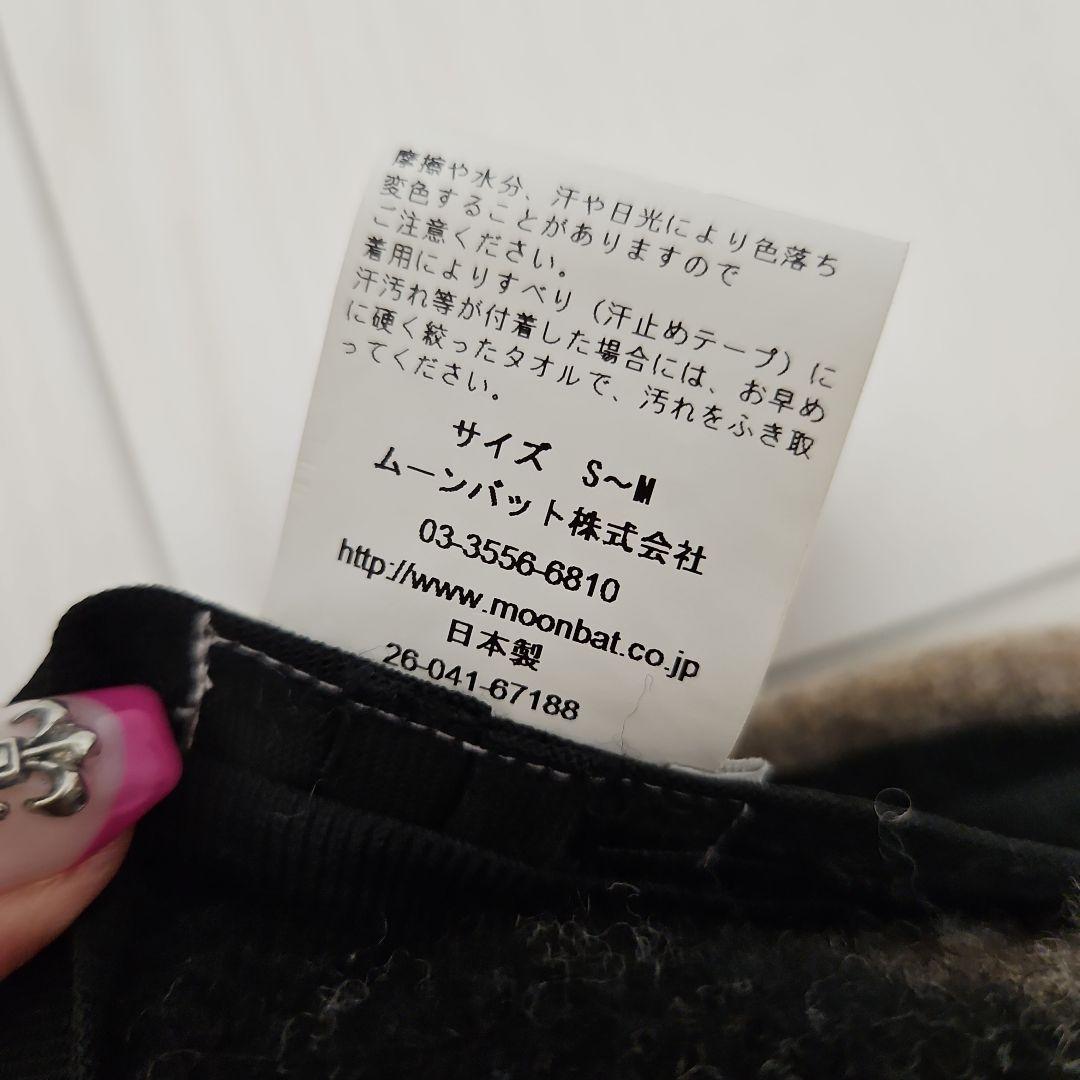 摩擦や水分、汗や日光により色落ち
変色することがありますので
ご注意ください。
着用によりすべり（汗止めテープ）に
汗汚れ等が付着した場合には、お早め
に硬く絞ったタオルで、汚れをふき取
ってください。
サイズ　S〜M
ムーンバット株式会社
03-3556-6810
http://www.moonbat.co.jp
日本製
26-041-67188